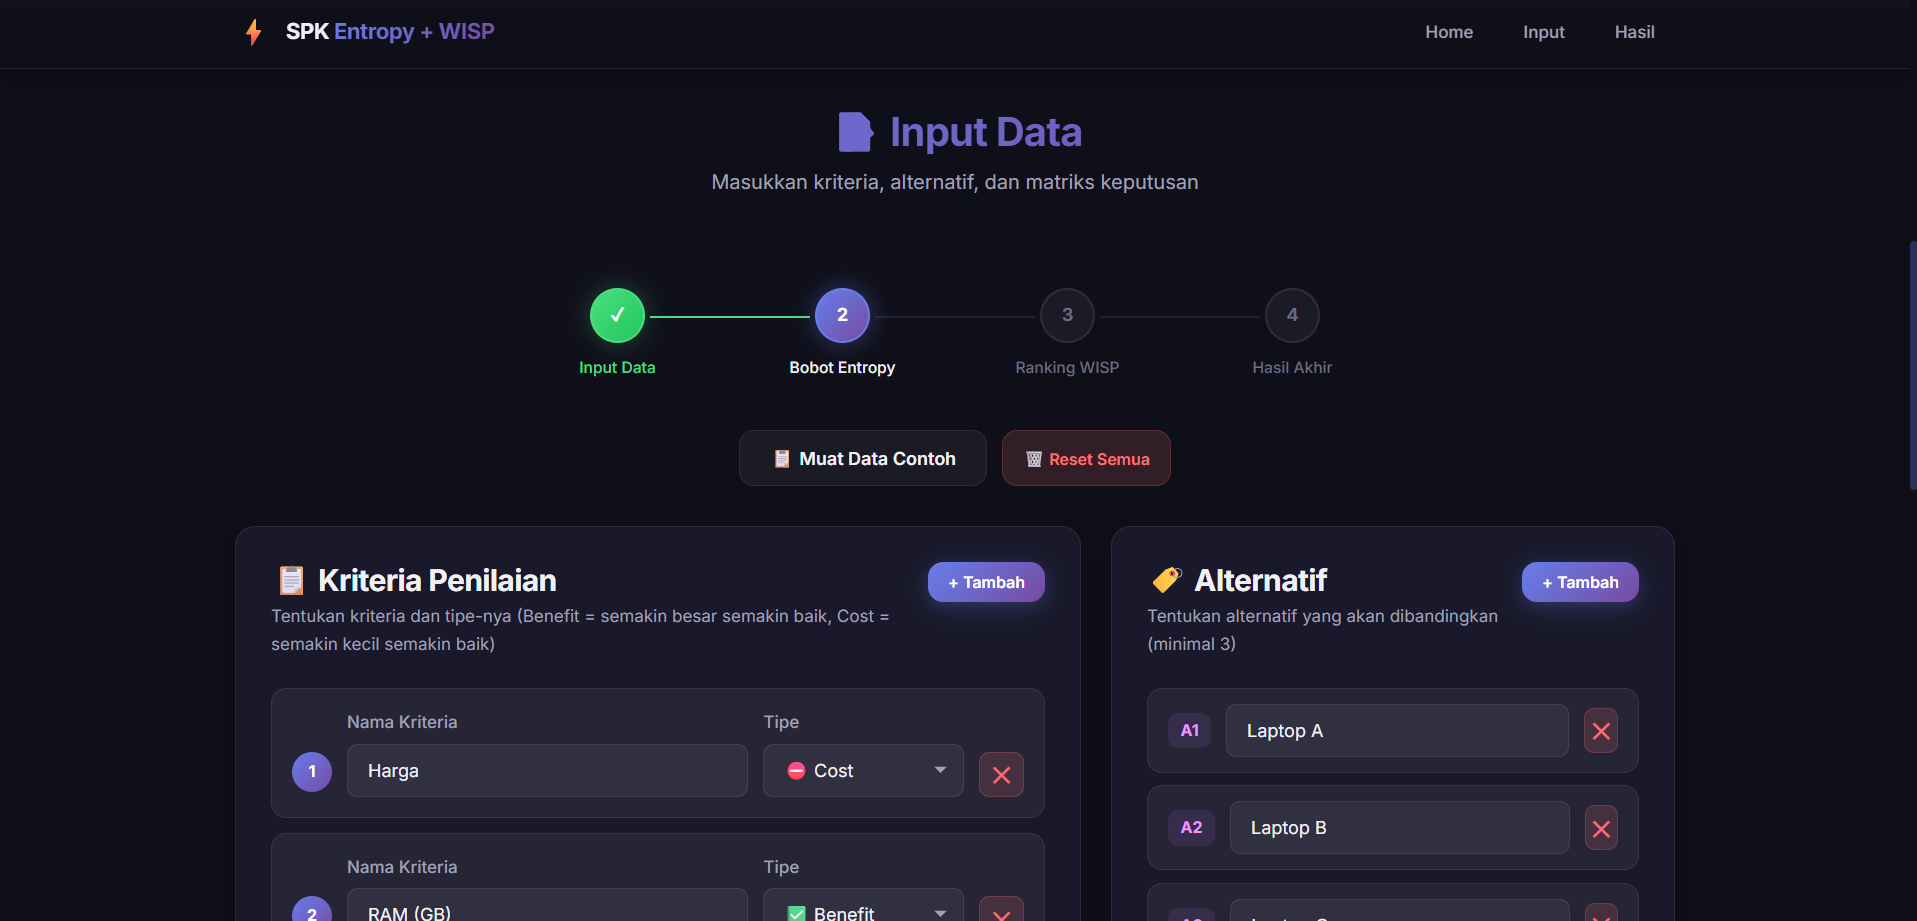 SPK Entropy + WISP
Home
Input
Hasil
Input Data
Masukkan kriteria, alternatif, dan matriks keputusan
✓
2
3
4
Input Data
Bobot Entropy
Ranking WISP
Hasil Akhir
Muat Data Contoh
Reset Semua
Kriteria Penilaian
+ Tambah
Tentukan kriteria dan tipe-nya (Benefit = semakin besar semakin baik, Cost =
semakin kecil semakin baik)
Nama Kriteria
Tipe
1
Harga
Cost
Nama Kriteria
Tipe
2
RAM (GB)
Benefit
Alternatif
+ Tambah
Tentukan alternatif yang akan dibandingkan
(minimal 3)
A1
Laptop A
A2
Laptop B